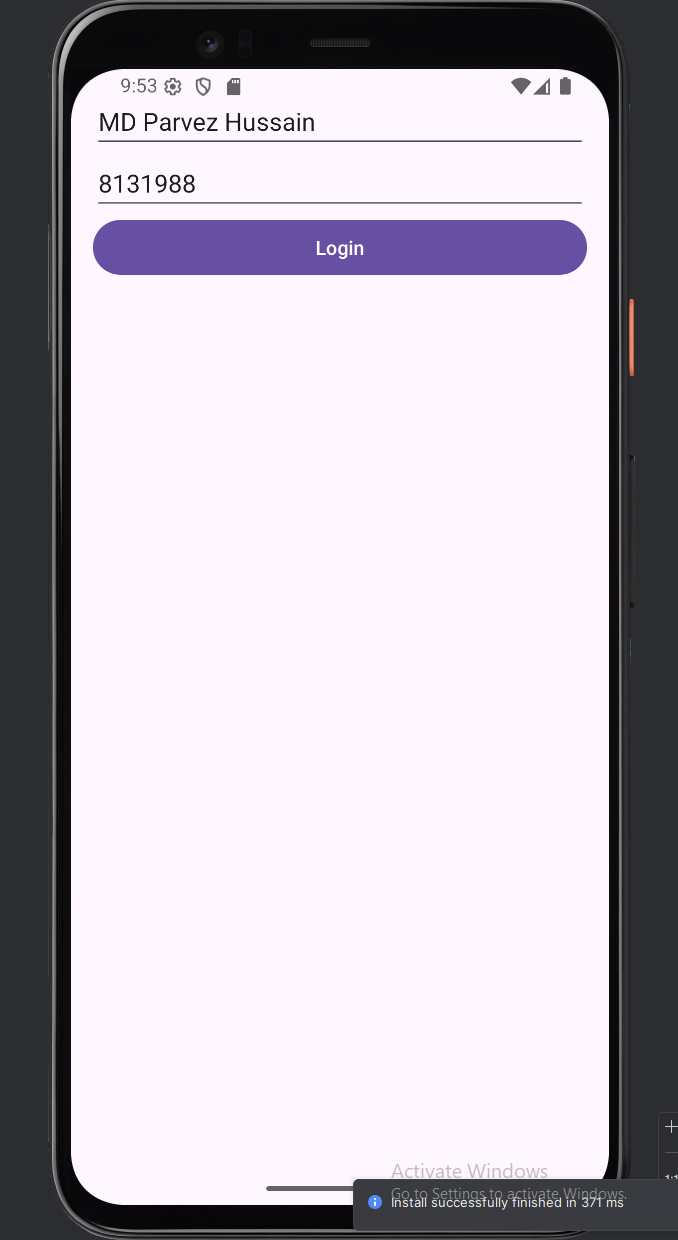 9:53
MD Parvez Hussain
8131988
Login
Activate Windows
Go to Settings to activate Windows.
Install successfully finished in 371 ms